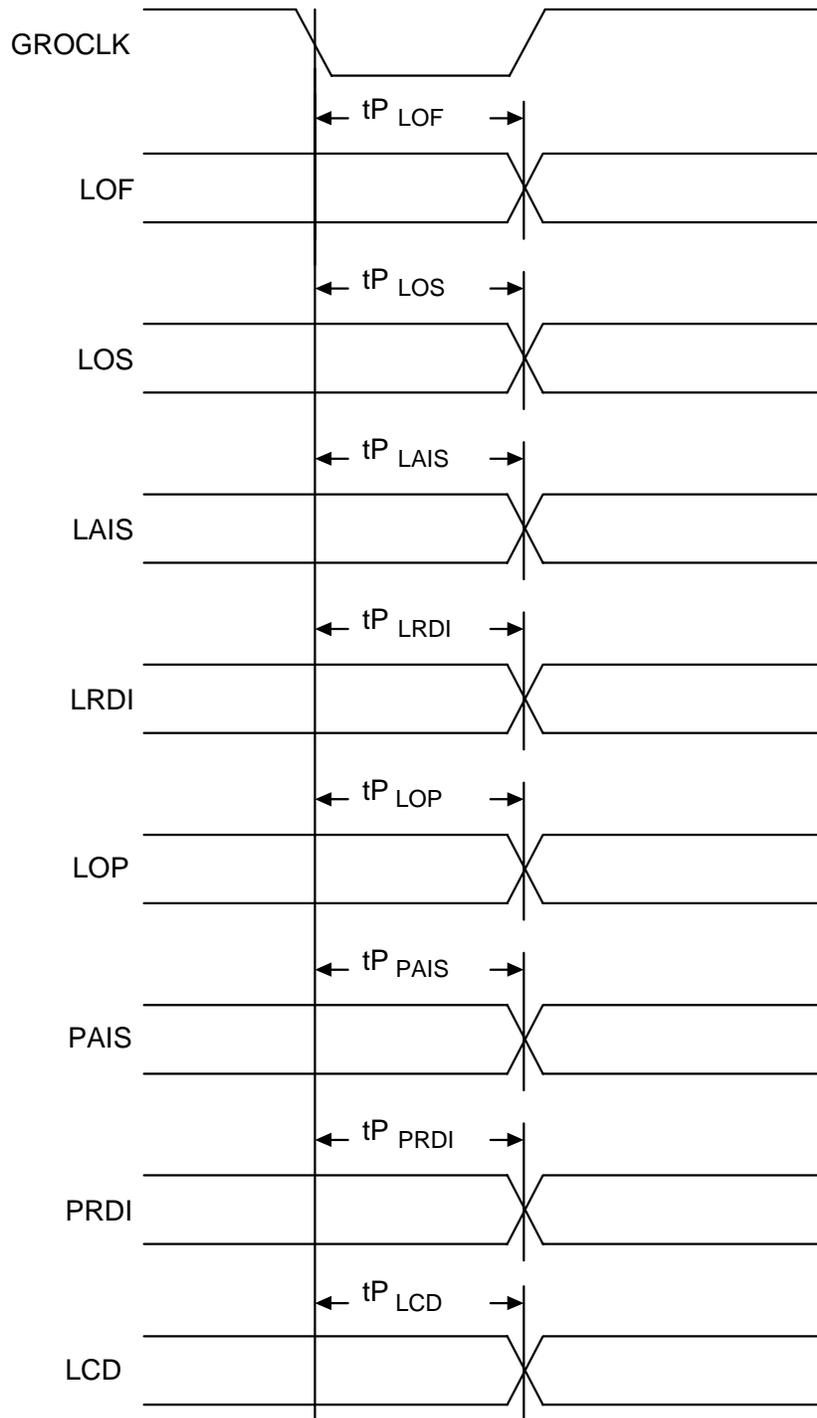 GROCLK
tP LOF
LOF
tP LOS
LOS
tP LAIS
LAIS
tP LRDI
LRDI
tP LOP
LOP
tP PAIS
PAIS
tP PRDI
PRDI
tP LCD
LCD